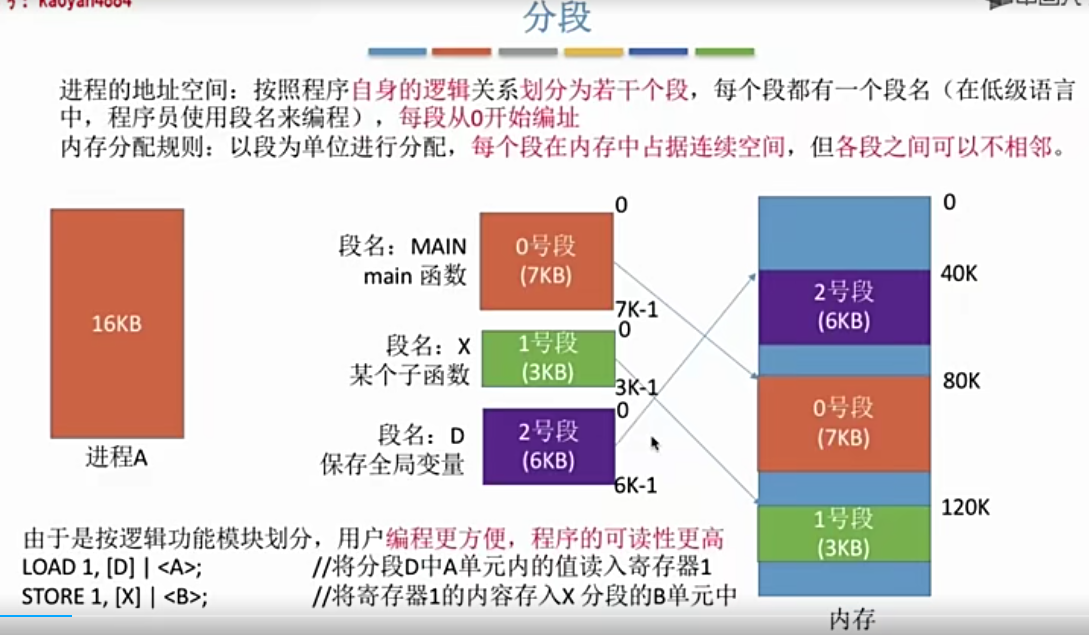 分段
进程的地址空间：按照程序自身的逻辑关系划分为若干个段，每个段都有一个段名（在低级语言
中，程序员使用段名来编程），每段从0开始编址
内存分配规则：以段为单位进行分配，每个段在内存中占据连续空间，但各段之间可以不相邻。
16KB
进程A
段名：MAIN
main 函数
0号段
(7KB)
0
7K-1
段名：X
某个子函数
1号段
(3KB)
0
3K-1
段名：D
保存全局变量
2号段
(6KB)
0
6K-1
0
40K
2号段
(6KB)
80K
0号段
(7KB)
120K
1号段
(3KB)
内存
由于是按逻辑功能模块划分，用户编程更方便，程序的可读性更高
LOAD 1, [D] | <A>; //将分段D中A单元内的值读入寄存器1
STORE 1, [X] | <B>; //将寄存器1的内容存入X 分段的B单元中